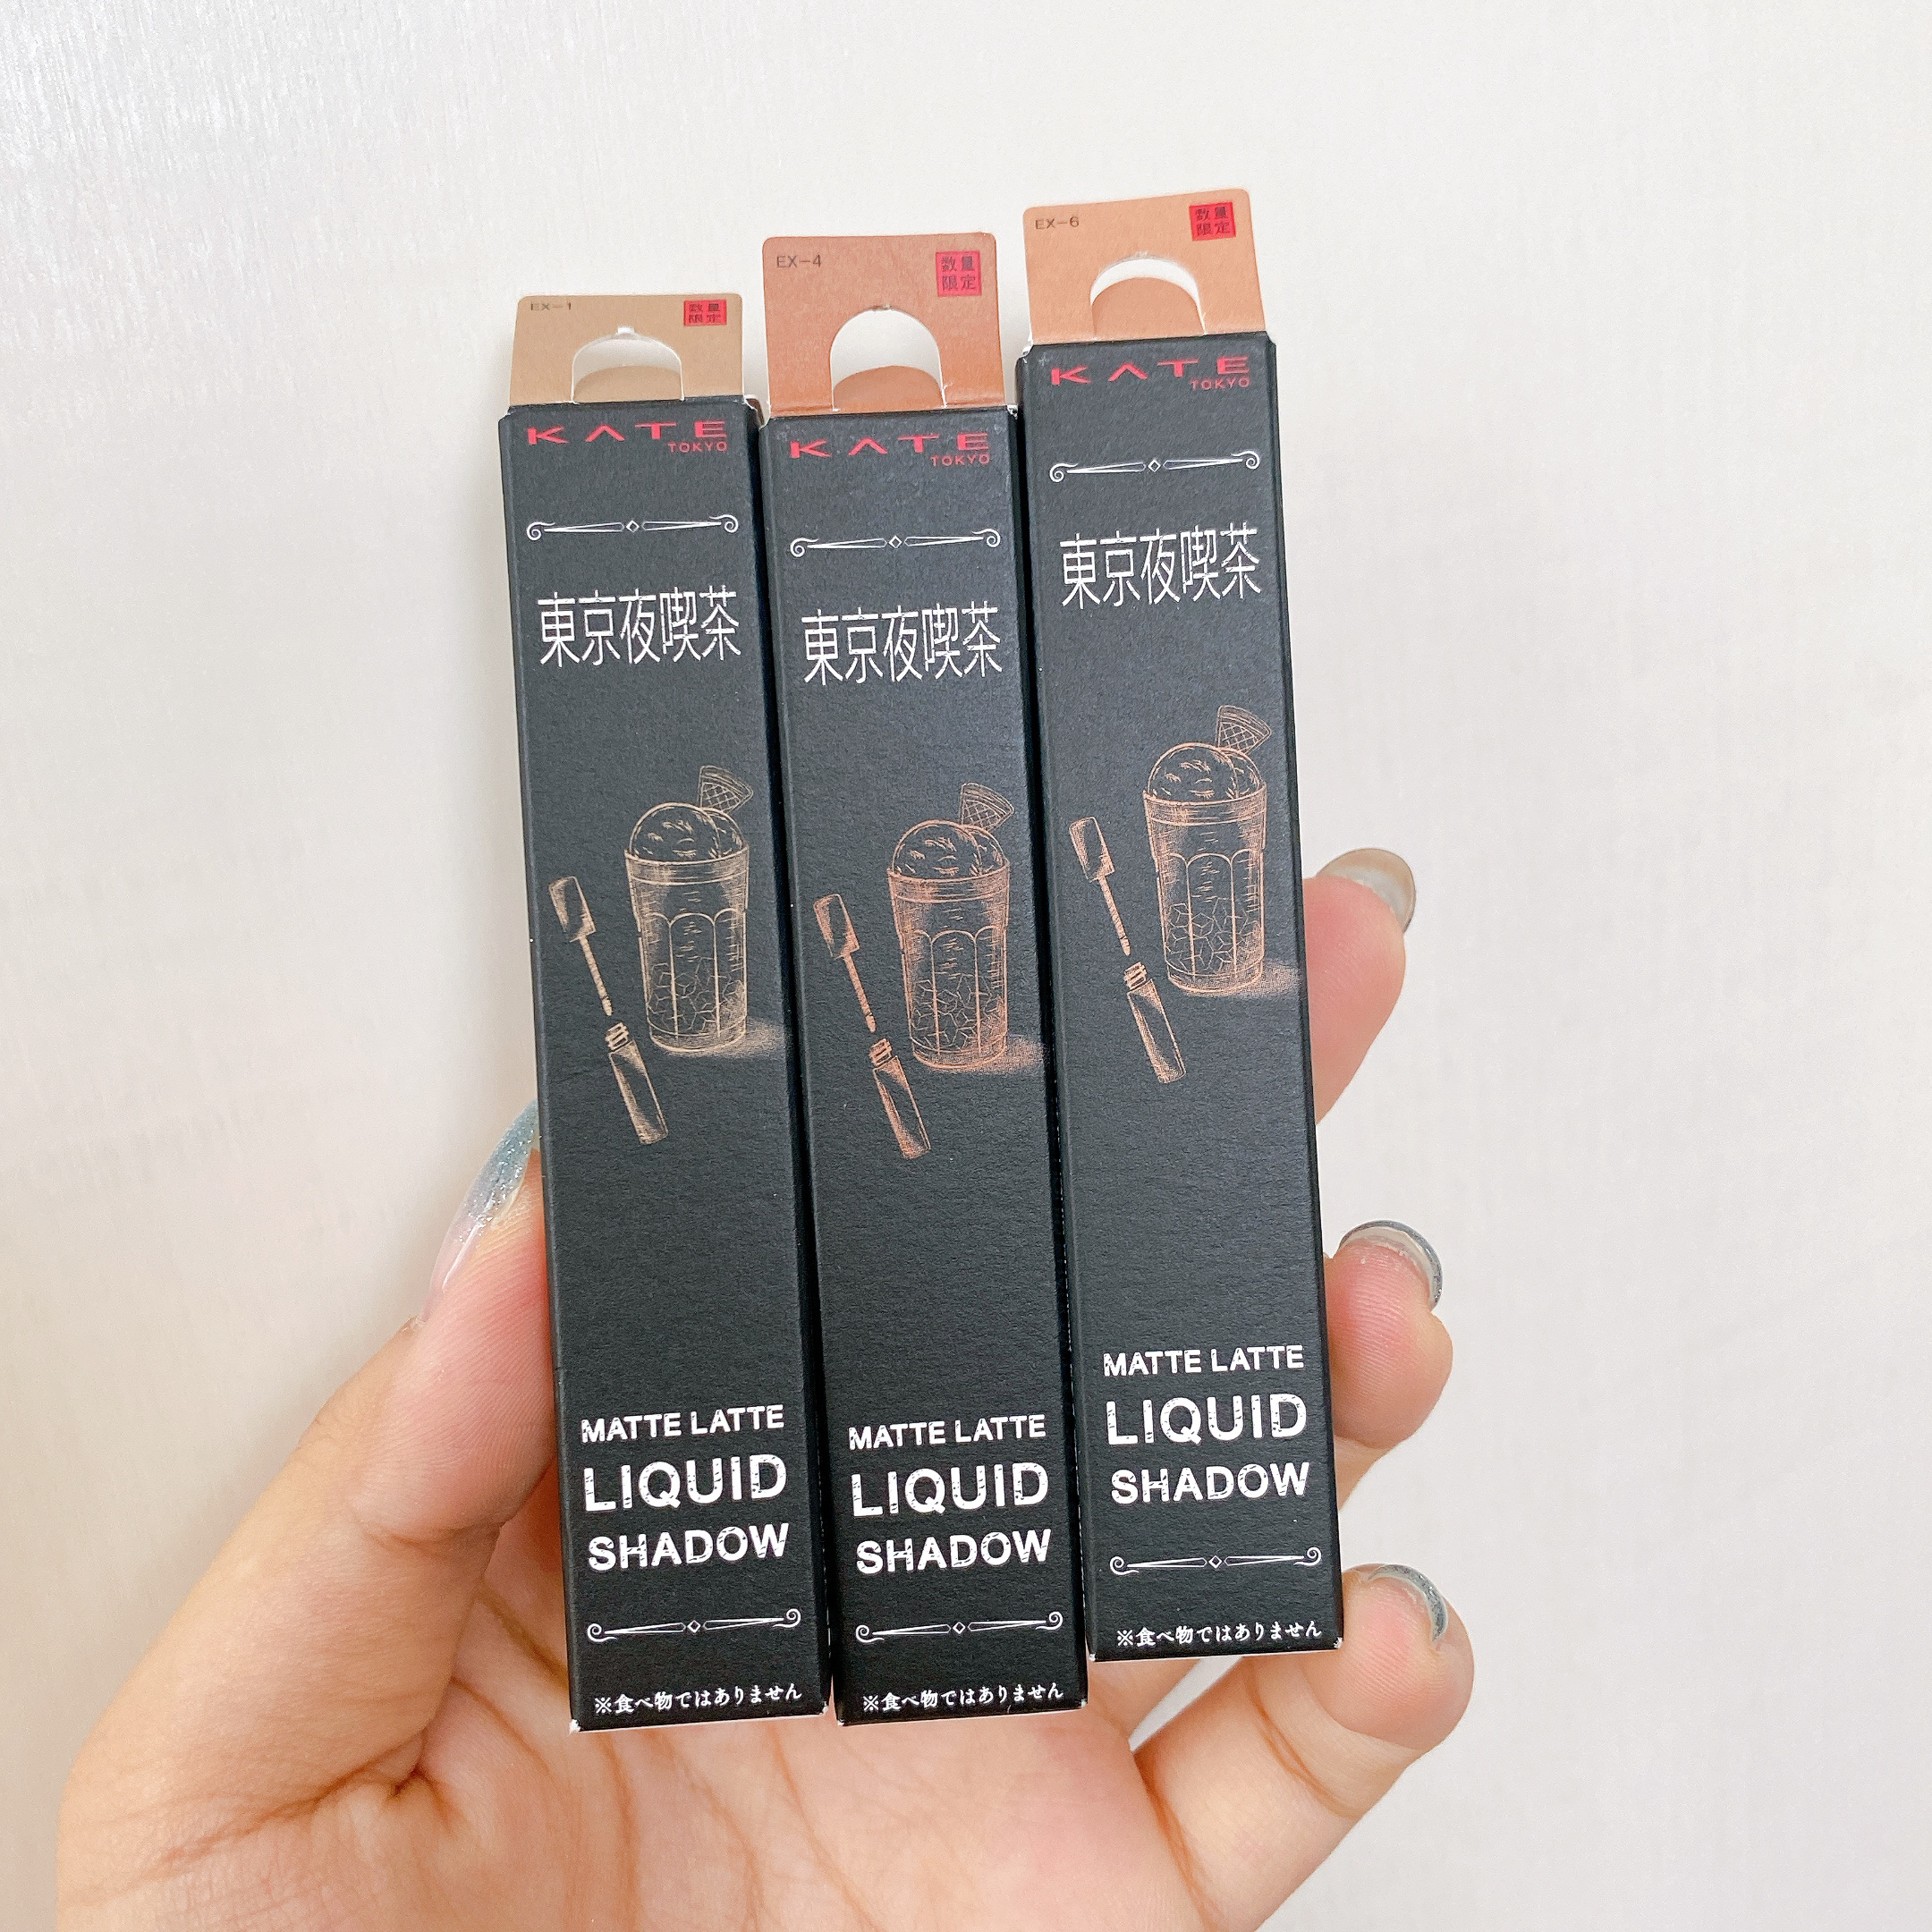 EX-1
数量
限定
KATE
TOKYO
東京夜喫茶
MATTE LATTE
LIQUID
SHADOW
※食べ物ではありません
EX-4
数量
限定
KATE
TOKYO
東京夜喫茶
MATTE LATTE
LIQUID
SHADOW
※食べ物ではありません
EX-6
数量
限定
KATE
TOKYO
東京夜喫茶
MATTE LATTE
LIQUID
SHADOW
※食べ物ではありません